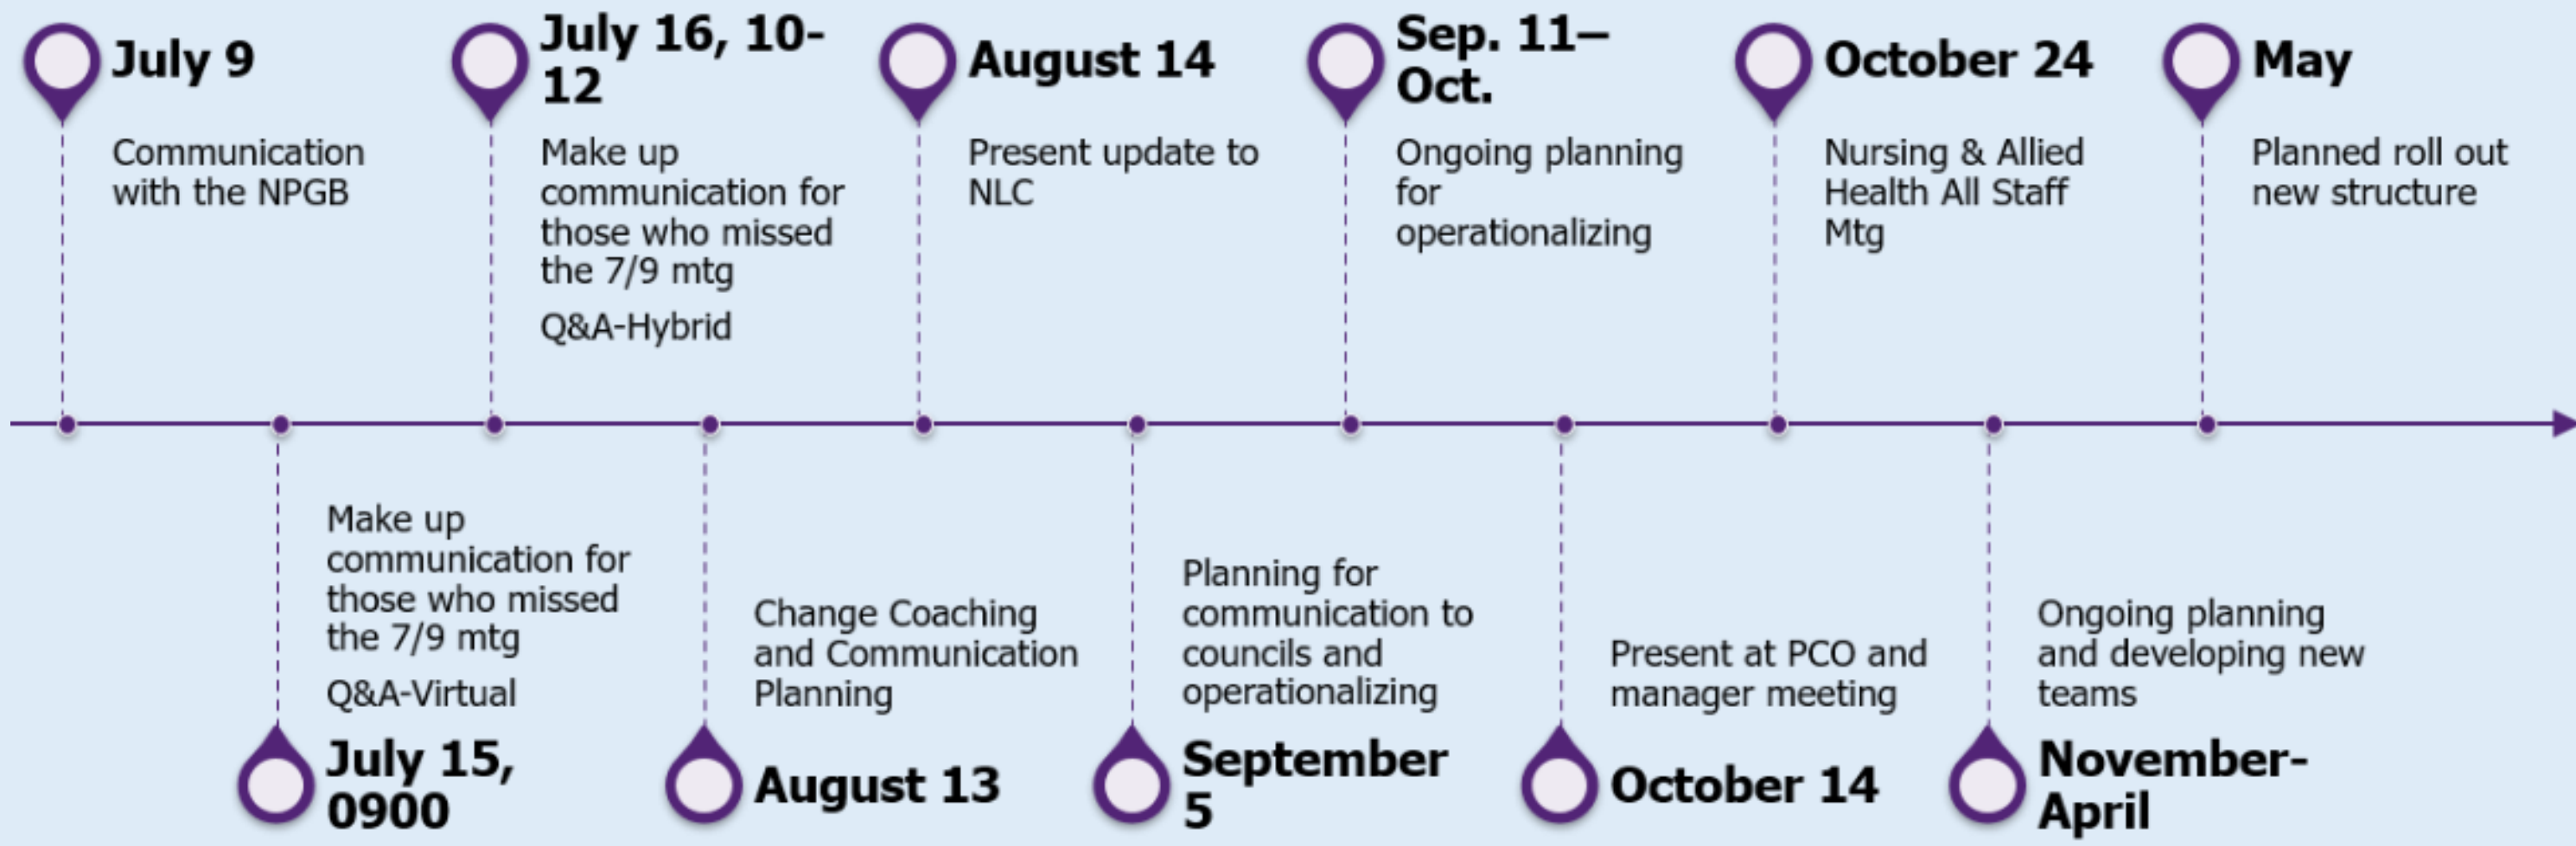 July 9
Communication
with the NPGB
July 16, 10-
12
Make up
communication for
those who missed
the 7/9 mtg
Q&A-Hybrid
August 14
Present update to
NLC
Sep. 11–
Oct.
Ongoing planning
for
operationalizing
October 24
Nursing & Allied
Health All Staff
Mtg
May
Planned roll out
new structure
Make up
communication for
those who missed
the 7/9 mtg
Q&A-Virtual
July 15,
0900
Change Coaching
and Communication
Planning
August 13
Planning for
communication to
councils and
operationalizing
September
5
Present at PCO and
manager meeting
October 14
Ongoing planning
and developing new
teams
November-
April